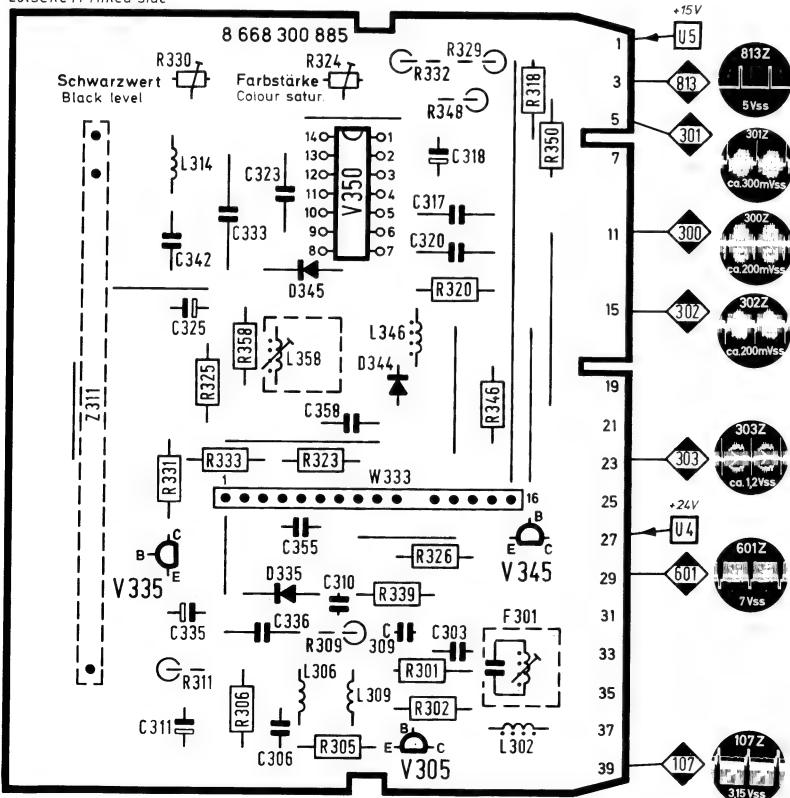 8 668 300 885
+15V
U5
1
R330
R324
R329
R332
R318
813
813Z
5Vss
3
Schwarzwert
Black level
Farbstärke
Colour satur.
R348
R350
5
301
301Z
ca.300mVss
14
1
13
2
12
3
11
4
10
5
9
6
8
7
V350
L314
C323
C318
7
C333
C342
C317
C320
11
300
300Z
ca.200mVss
D345
R320
C325
15
302
302Z
ca.200mVss
R358
L358
L346
R325
D344
19
Z311
R346
C358
21
R331
R333
R323
23
303
303Z
ca.1,2Vss
1
W333
16
25
+24V
U4
27
C355
B
C
E
V335
B
E
C
V345
R326
29
601
601Z
7Vss
D335
C310
R339
31
C335
C336
R309
C
309
C303
F301
33
R311
L306
L309
R301
35
R306
R302
C311
C306
R305
B
E
C
V305
L302
37
39
107
107Z
3,15Vss